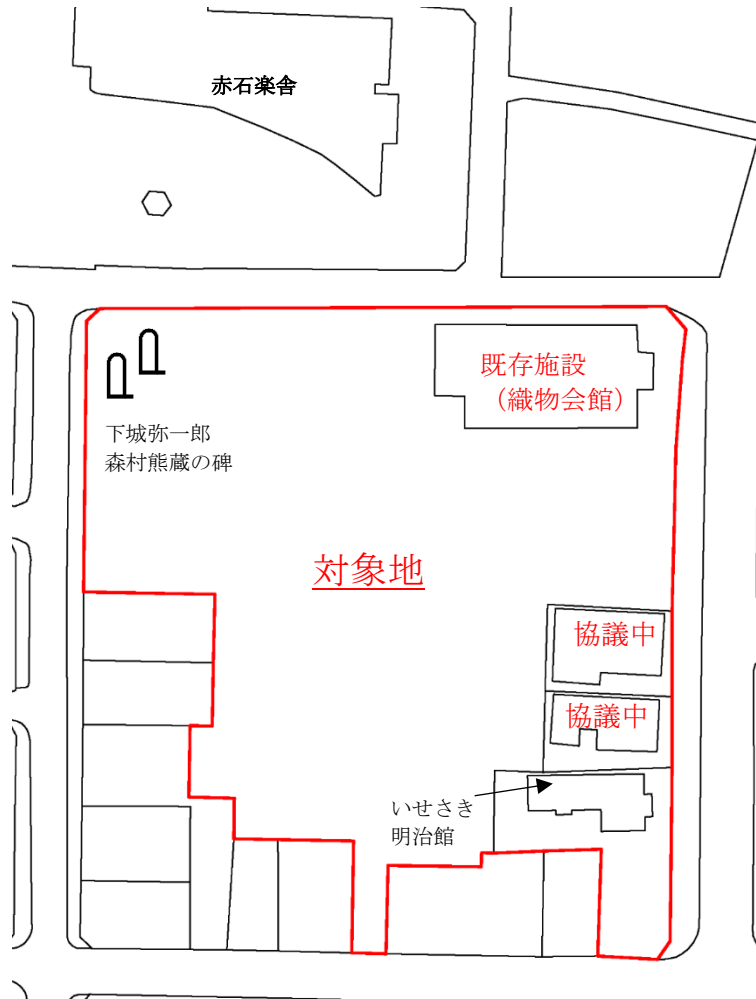 赤石楽舎
既存施設
（織物会館）
下城弥一郎
森村熊蔵の碑
対象地
協議中
協議中
いせさき
明治館